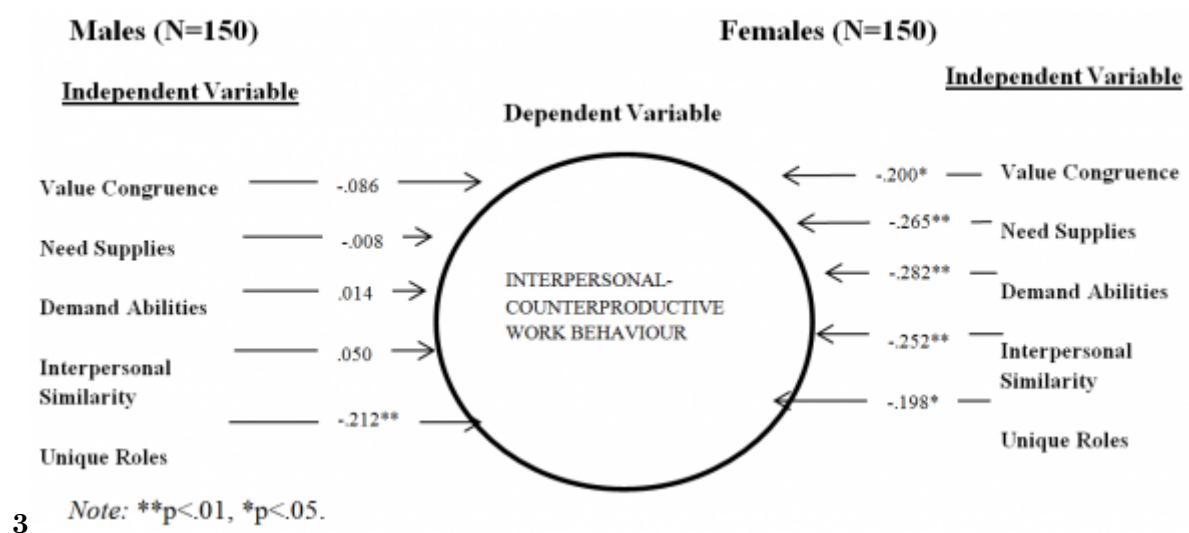 Males (N=150)
Females (N=150)
Independent Variable
Independent Variable
Dependent Variable
Value Congruence
-.086
-.200*
Value Congruence
Need Supplies
-.008
-.265**
Need Supplies
Demand Abilities
.014
-.282**
Demand Abilities
INTERPERSONAL-
COUNTERPRODUCTIVE
WORK BEHAVIOUR
Interpersonal
Similarity
.050
-.252**
Interpersonal
Similarity
Unique Roles
-.212**
-.198*
Unique Roles
Note: **p<.01, *p<.05.
3